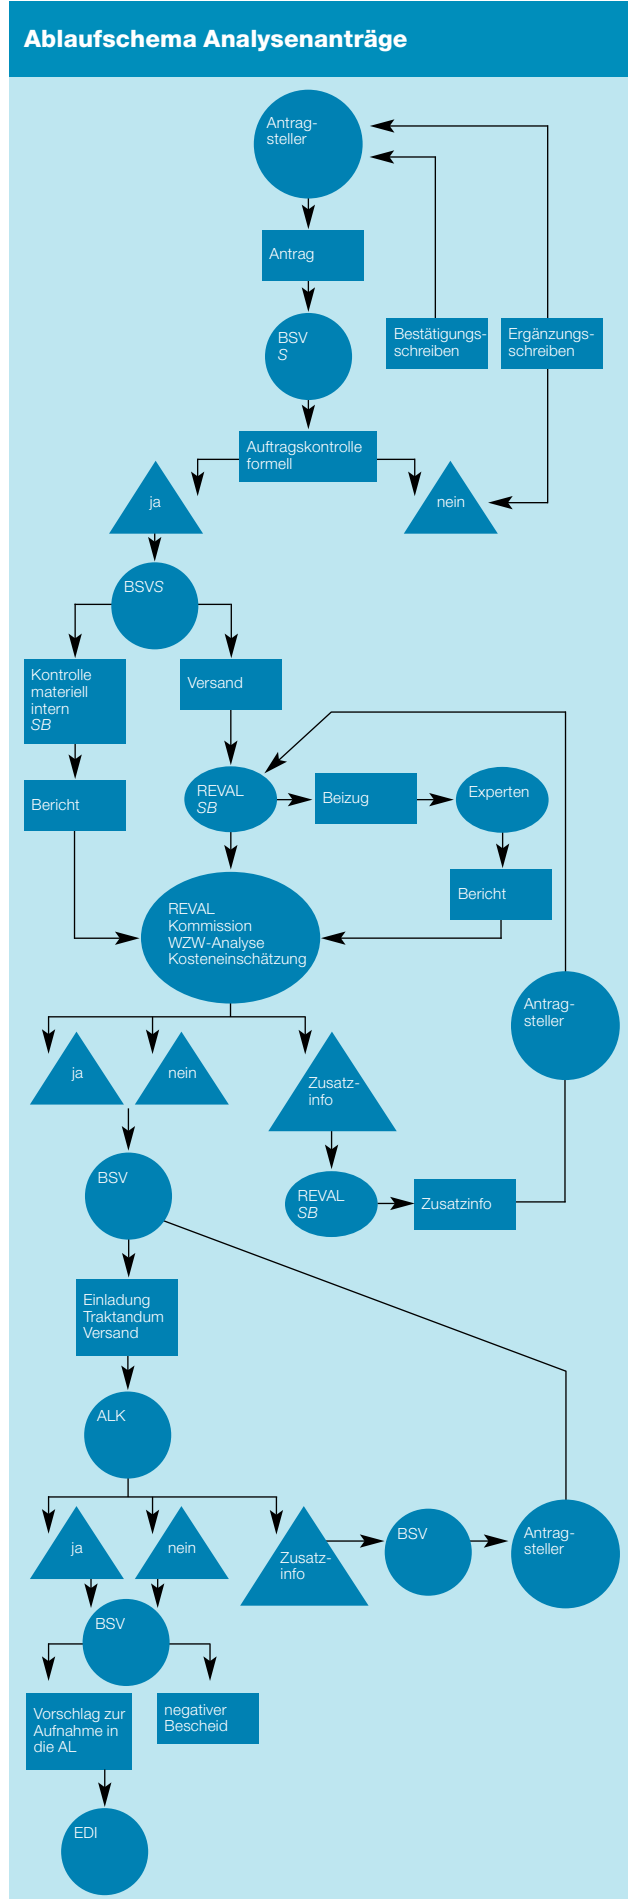 Ablaufschema Analysenanträge
Antrag-
steller
Antrag
BSV
S
Bestätigungs-
schreiben
Ergänzungs-
schreiben
Auftragskontrolle
formell
ja
nein
BSVS
Kontrolle
materiell
intern
SB
Versand
Bericht
REVAL
SB
Beizug
Experten
Bericht
REVAL
Kommission
WZW-Analyse
Kosteneinschätzung
Antrag-
steller
ja
nein
Zusatz-
info
BSV
REVAL
SB
Zusatzinfo
Einladung
Traktandum
Versand
ALK
ja
nein
Zusatz-
info
BSV
Antrag-
steller
BSV
Vorschlag zur
Aufnahme in
die AL
negativer
Bescheid
EDI